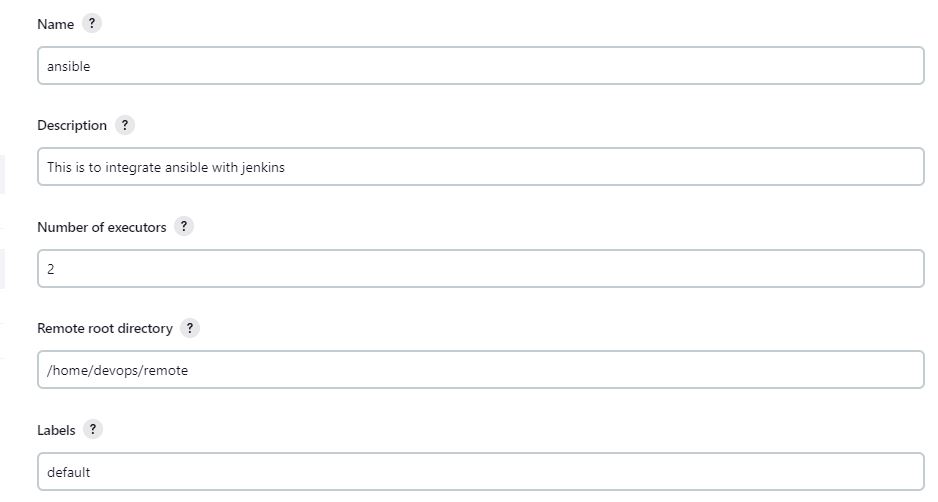 Name ?
ansible
Description ?
This is to integrate ansible with jenkins
Number of executors ?
2
Remote root directory ?
/home/devops/remote
Labels ?
default